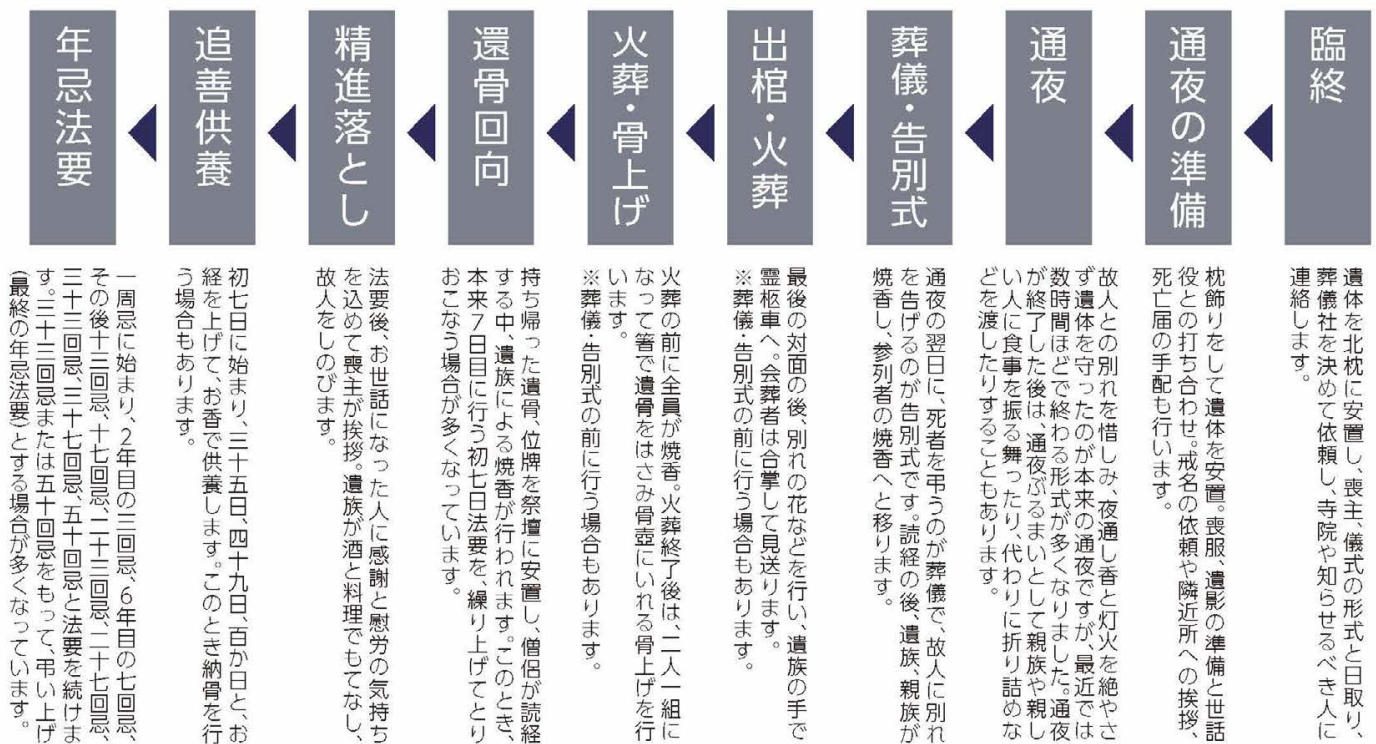 臨終
遺体を北枕に安置し、喪主、儀式の形式と日取り、
葬儀社を決めて依頼し、寺院や知らせるべき人に
連絡します。
通夜の準備
枕飾りをして遺体を安置。喪服、遺影の準備と世話
役との打ち合わせ。戒名の依頼や隣近所への挨拶、
死亡届の手配も行います。
通夜
故人との別れを惜しみ、夜通し香と灯火を絶やさ
ず遺体を守ったのが本来の通夜ですが、最近では
数時間ほどで終わる形式が多くなりました。通夜
が終了した後は、通夜ぶるまいとして親族や親し
い人に食事を振る舞ったり、代わりに折り詰めな
どを渡したりすることもあります。
葬儀・告別式
通夜の翌日に、死者を弔うのが葬儀で、故人に別れ
を告げるのが告別式です。読経の後、遺族、親族が
焼香し、参列者の焼香へと移ります。
出棺・火葬
最後の対面の後、別れの花などを行い、遺族の手で
霊柩車へ。会葬者は合掌して見送ります。
※葬儀・告別式の前に行う場合もあります。
火葬・骨上げ
火葬の前に全員が焼香。火葬終了後は、二人一組に
なって箸で遺骨をはさみ骨壺にいれる骨上げを行
います。
※葬儀・告別式の前に行う場合もあります。
還骨回向
持ち帰った遺骨、位牌を祭壇に安置し、僧侶が読経
する中、遺族による焼香が行われます。このとき、
本来7日目に行う初七日法要を、繰り上げてとり
おこなう場合が多くなっています。
精進落とし
法要後、お世話になった人に感謝と慰労の気持ち
を込めて喪主が挨拶。遺族が酒と料理でもてなし、
故人をしのびます。
追善供養
初七日に始まり、三十五日、四十九日、百か日と、お
経を上げて、お香で供養します。このとき納骨を行
う場合もあります。
年忌法要
一周忌に始まり、2年目の三回忌、6年目の七回忌、
その後十三回忌、十七回忌、二十三回忌、二十七回忌、
三十三回忌、三十七回忌、五十回忌と法要を続けま
す。三十三回忌または五十回忌をもって、弔い上げ
(最終の年忌法要)とする場合が多くなっています。